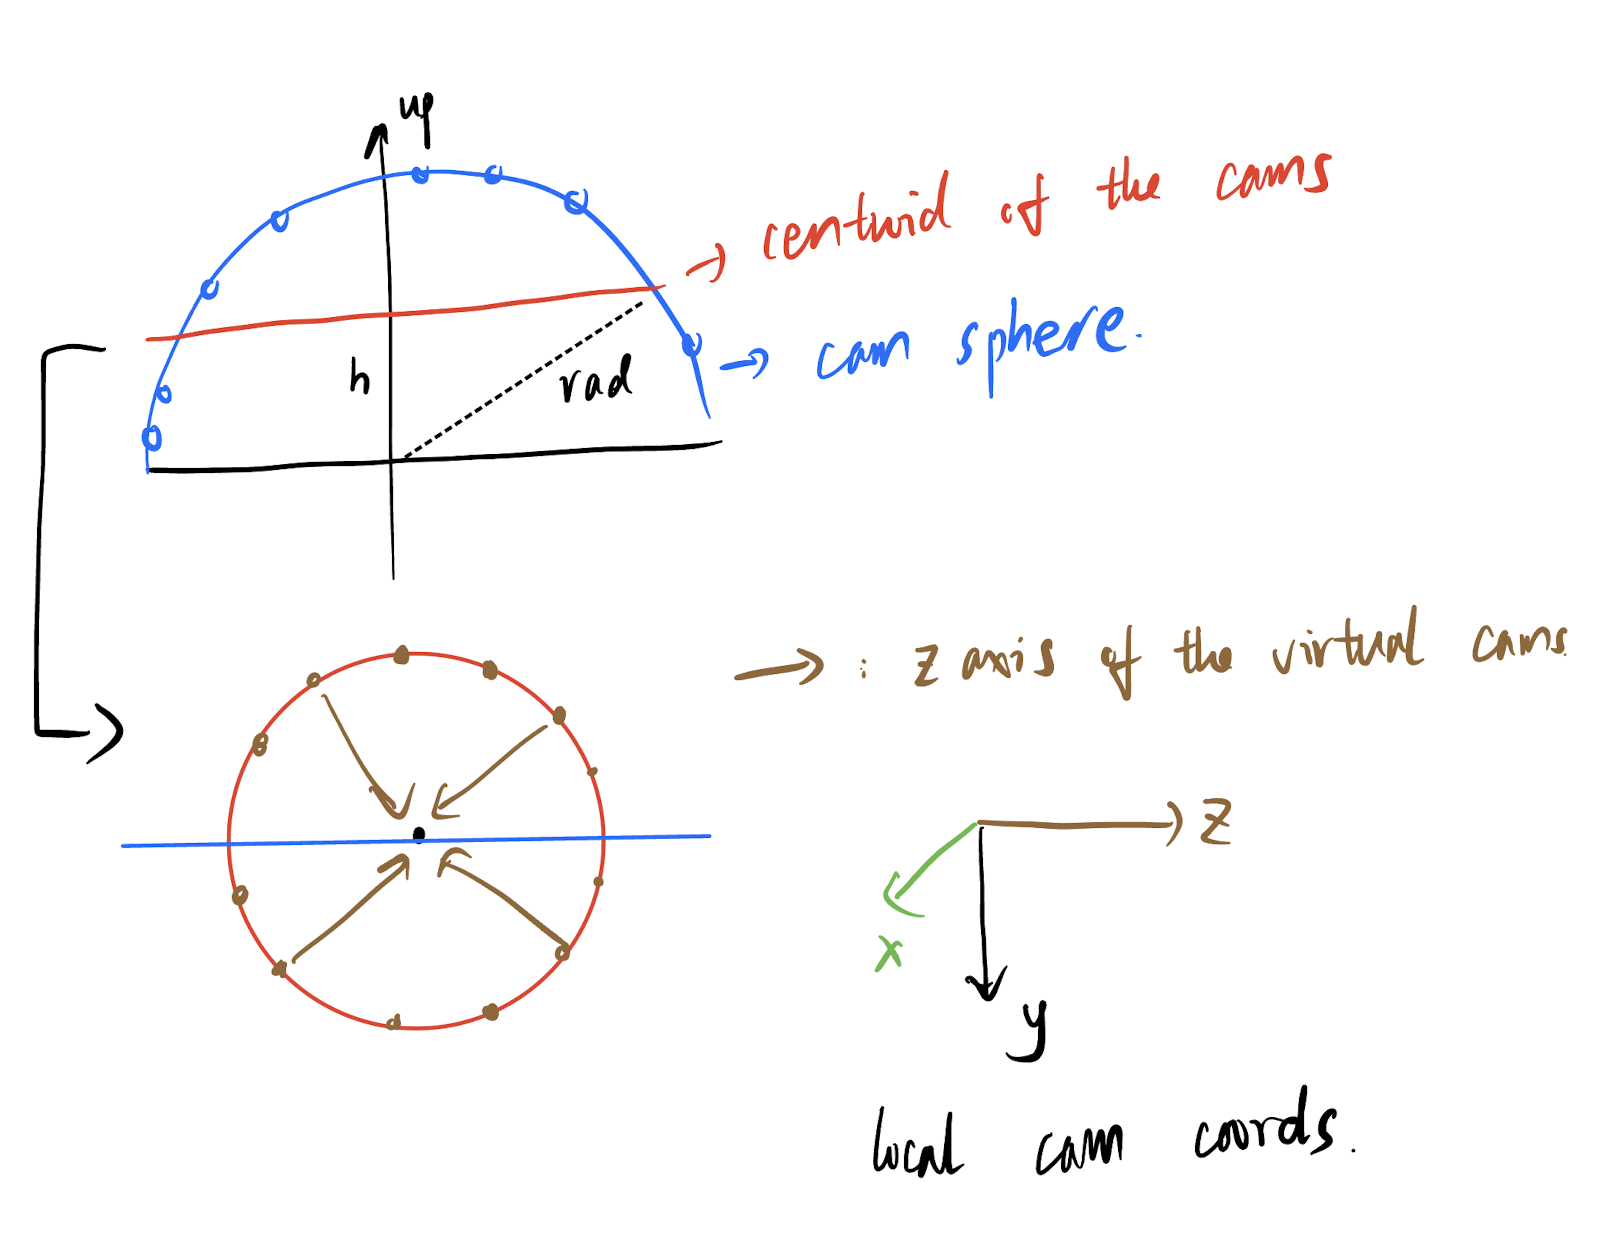 up
centroid of the cams
cam sphere.
h
rad
: z axis of the virtual cams.
z
x
y
local cam coords.